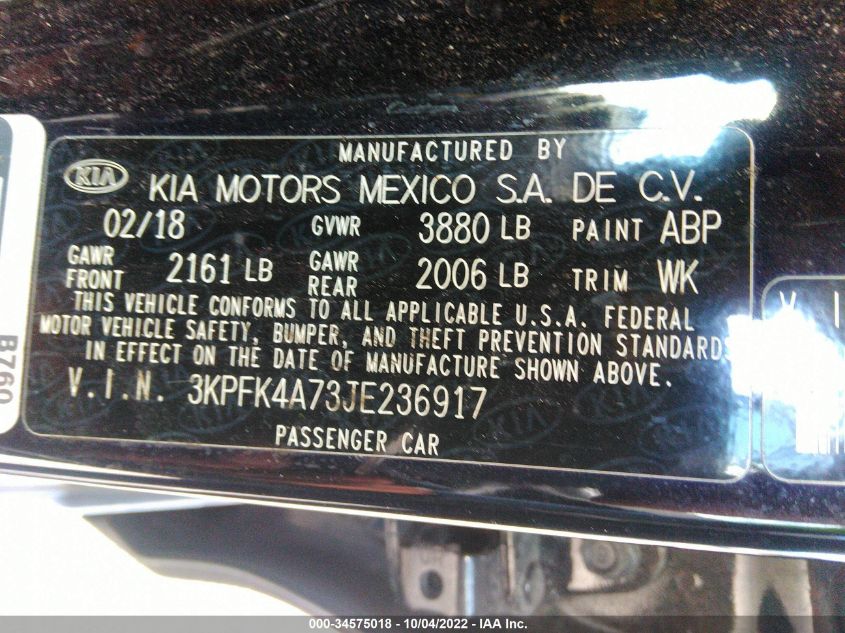 MANUFACTURED BY
KIA KIA MOTORS MEXICO S.A. DE C.V.
02/18 GVWR 3880 LB PAINT ABP
GAWR FRONT 2161 LB GAWR REAR 2006 LB TRIM WK
THIS VEHICLE CONFORMS TO ALL APPLICABLE U.S.A. FEDERAL
MOTOR VEHICLE SAFETY, BUMPER, AND THEFT PREVENTION STANDARDS
IN EFFECT ON THE DATE OF MANUFACTURE SHOWN ABOVE.
V.I.N. 3KPFK4A73JE236917
PASSENGER CAR
B760
V.I
000-34575018 - 10/04/2022 - IAA Inc.